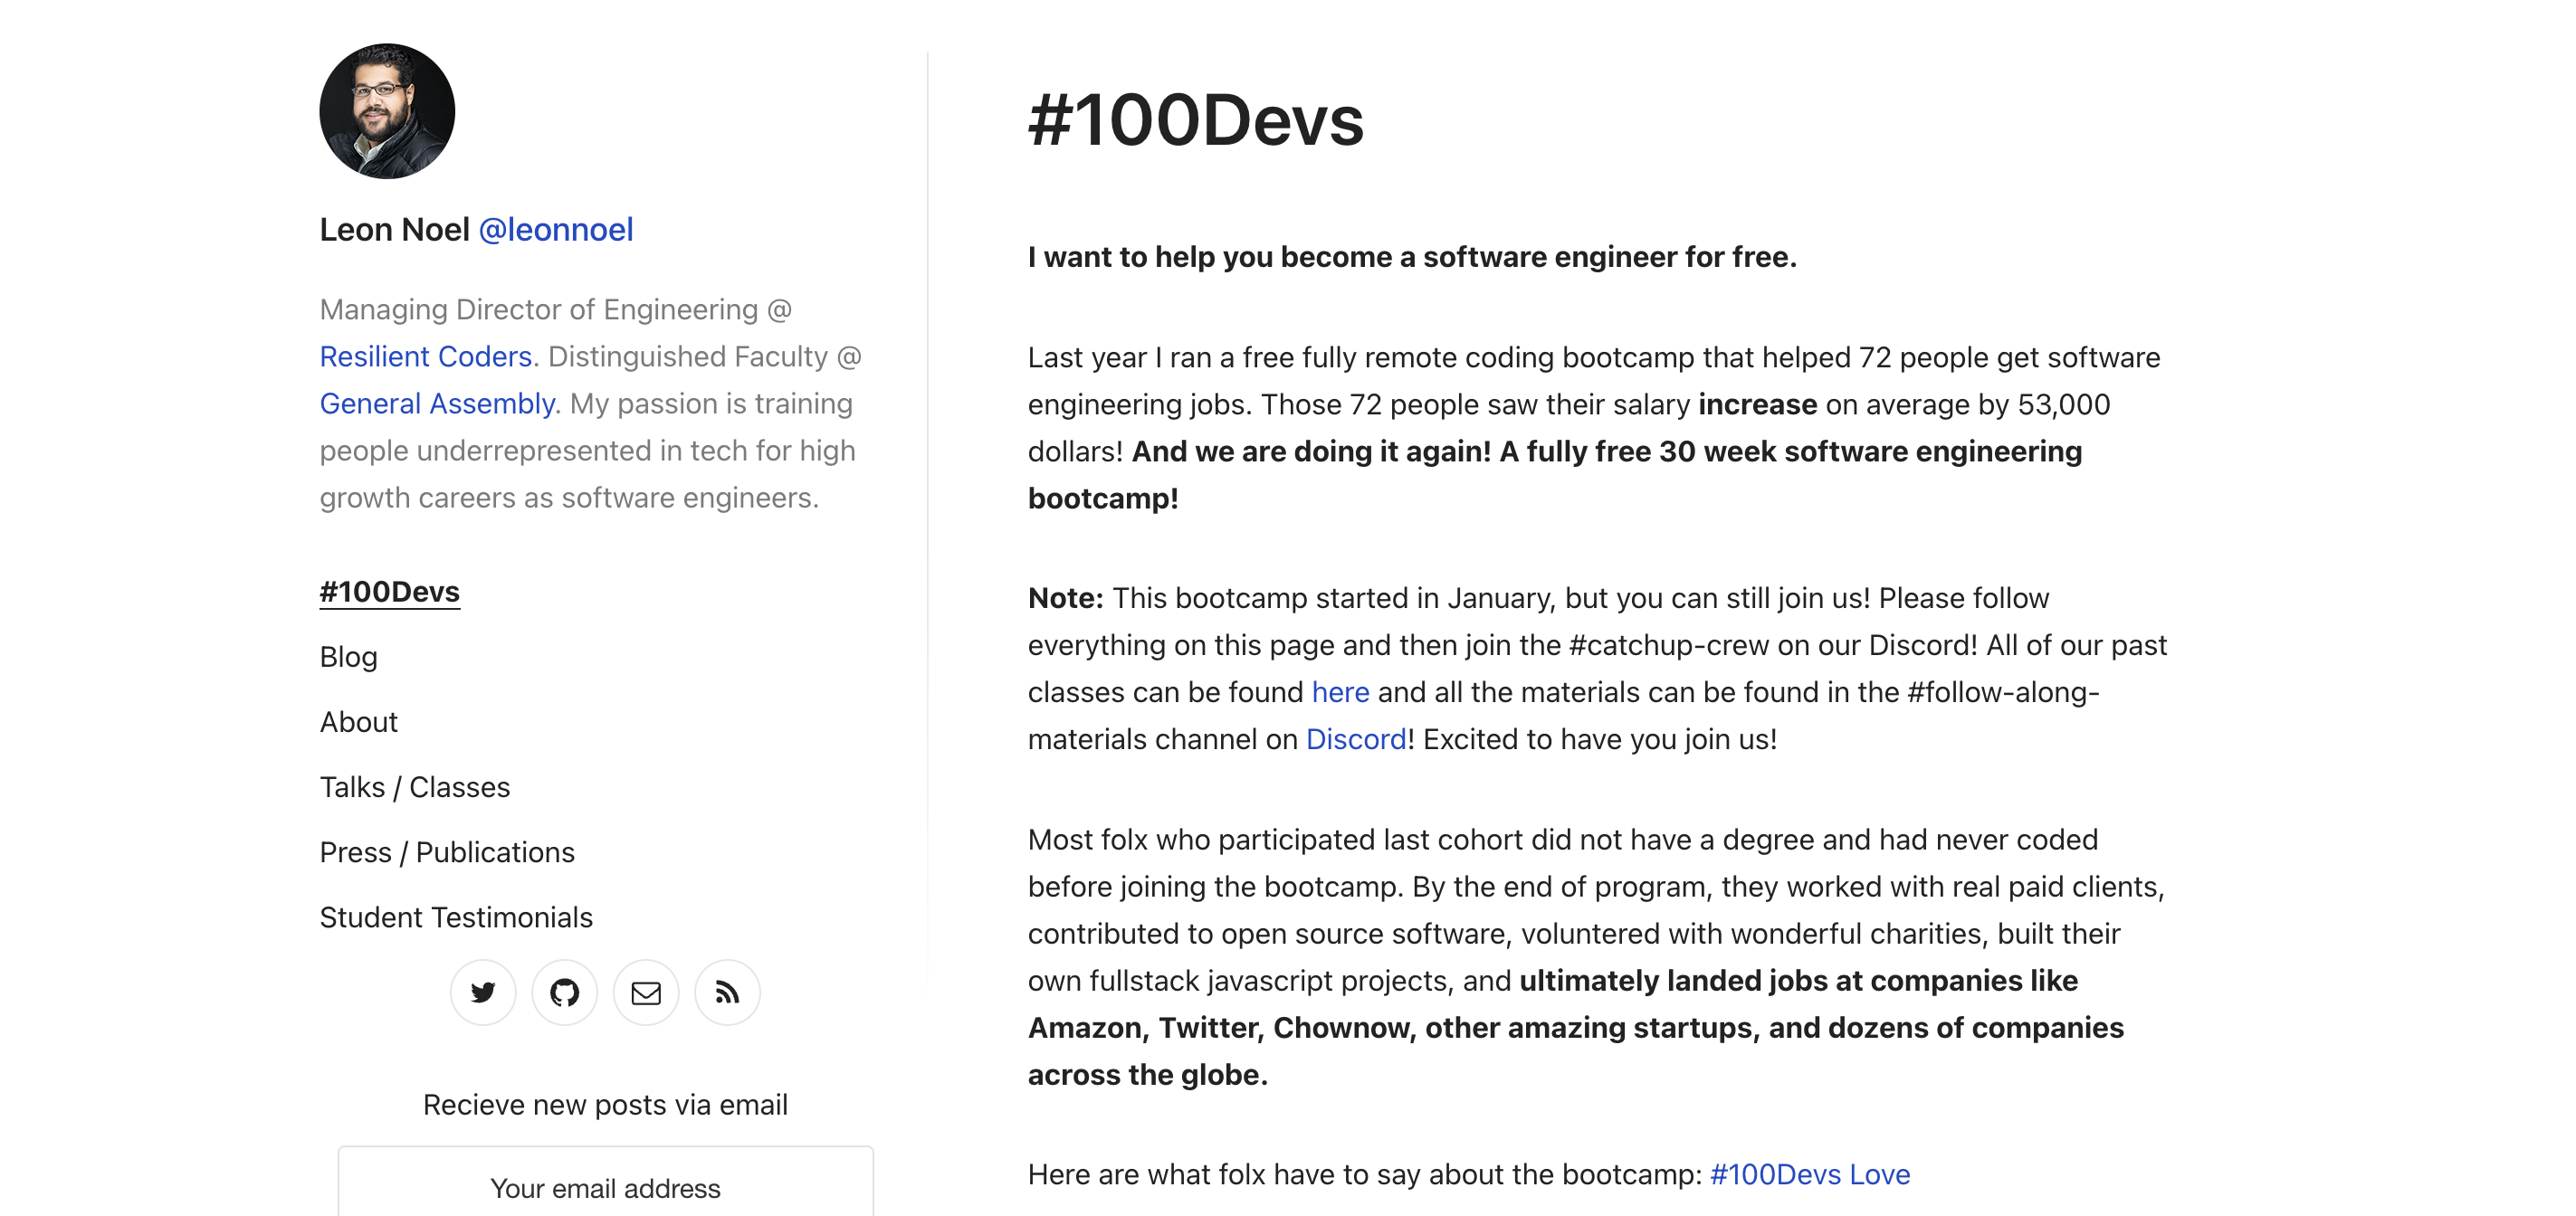 Leon Noel @leonnoel
Managing Director of Engineering @
Resilient Coders. Distinguished Faculty @
General Assembly. My passion is training
people underrepresented in tech for high
growth careers as software engineers.
#100Devs
Blog
About
Talks / Classes
Press / Publications
Student Testimonials
Recieve new posts via email
Your email address
#100Devs
I want to help you become a software engineer for free.
Last year I ran a free fully remote coding bootcamp that helped 72 people get software
engineering jobs. Those 72 people saw their salary increase on average by 53,000
dollars! And we are doing it again! A fully free 30 week software engineering
bootcamp!
Note: This bootcamp started in January, but you can still join us! Please follow
everything on this page and then join the #catchup-crew on our Discord! All of our past
classes can be found here and all the materials can be found in the #follow-along-
materials channel on Discord! Excited to have you join us!
Most folx who participated last cohort did not have a degree and had never coded
before joining the bootcamp. By the end of program, they worked with real paid clients,
contributed to open source software, voluntered with wonderful charities, built their
own fullstack javascript projects, and ultimately landed jobs at companies like
Amazon, Twitter, Chownow, other amazing startups, and dozens of companies
across the globe.
Here are what folx have to say about the bootcamp: #100Devs Love